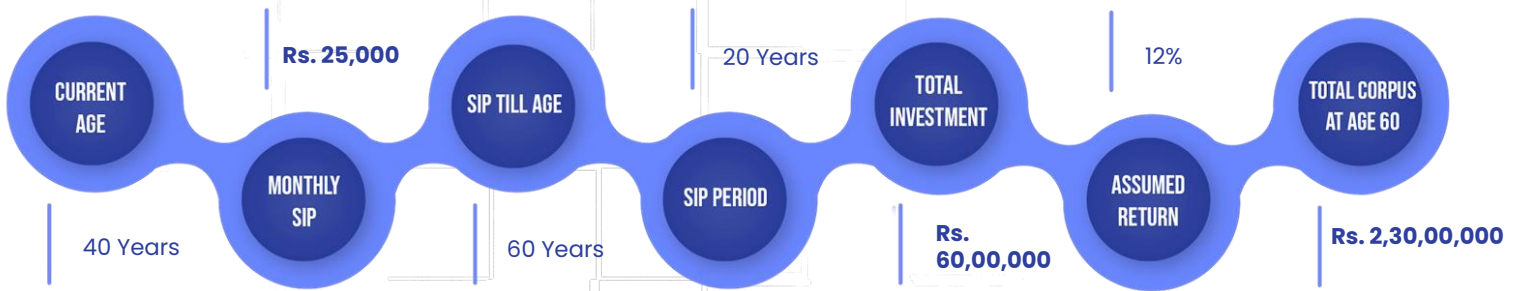 CURRENT
AGE
40 Years
Rs. 25,000
MONTHLY
SIP
SIP TILL AGE
60 Years
20 Years
SIP PERIOD
TOTAL
INVESTMENT
Rs.
60,00,000
12%
ASSUMED
RETURN
TOTAL CORPUS
AT AGE 60
Rs. 2,30,00,000